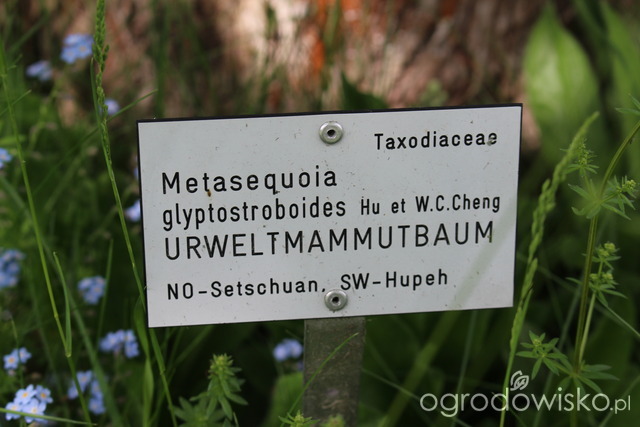 Taxodiaceae
Metasequoia
glyptostroboides Hu et W.C.Cheng
URWELTMAMMUTBAUM
NO-Setschuan, SW-Hupeh
ogrodowisko.pl